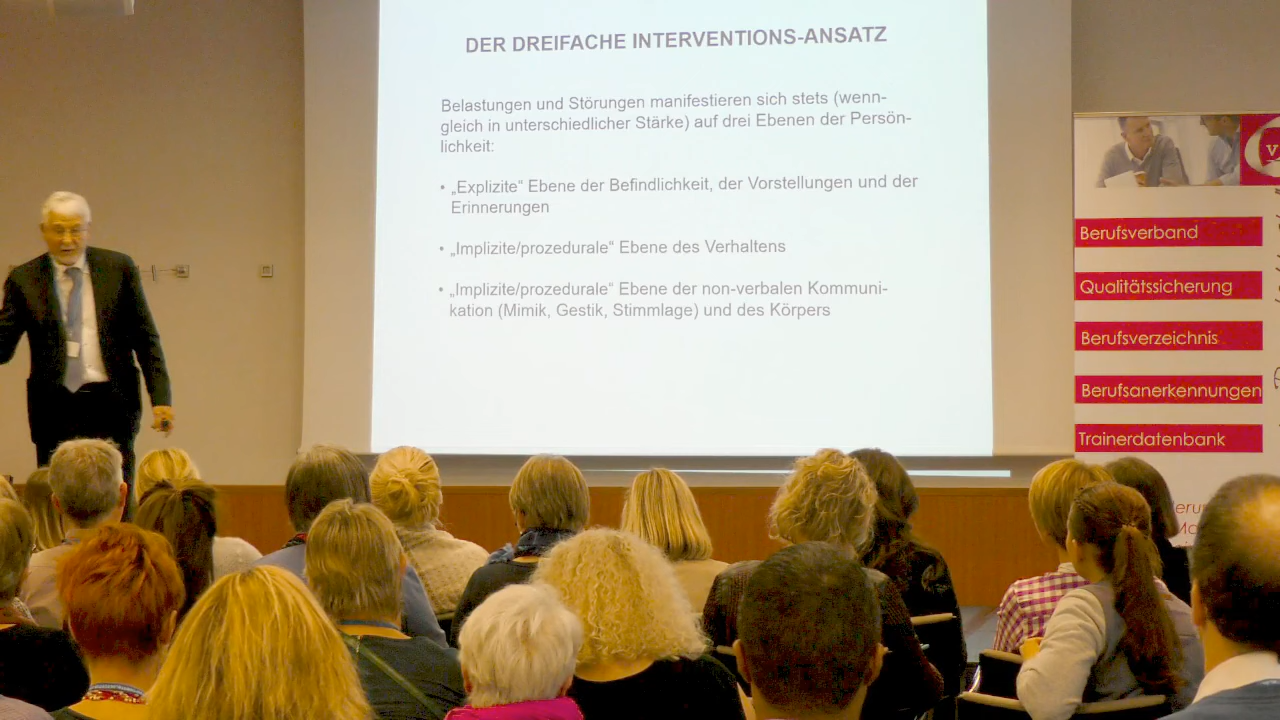 DER DREIFACHE INTERVENTIONS-ANSATZ
Belastungen und Störungen manifestieren sich stets (wenn-
gleich in unterschiedlicher Stärke) auf drei Ebenen der Persön-
lichkeit:
• „Explizite“ Ebene der Befindlichkeit, der Vorstellungen und der
Erinnerungen
• „Implizite/prozedurale“ Ebene des Verhaltens
• „Implizite/prozedurale“ Ebene der non-verbalen Kommuni-
kation (Mimik, Gestik, Stimmlage) und des Körpers
Berufsverband
Qualitätssicherung
Berufsverzeichnis
Berufsanerkennungen
Trainerdatenbank